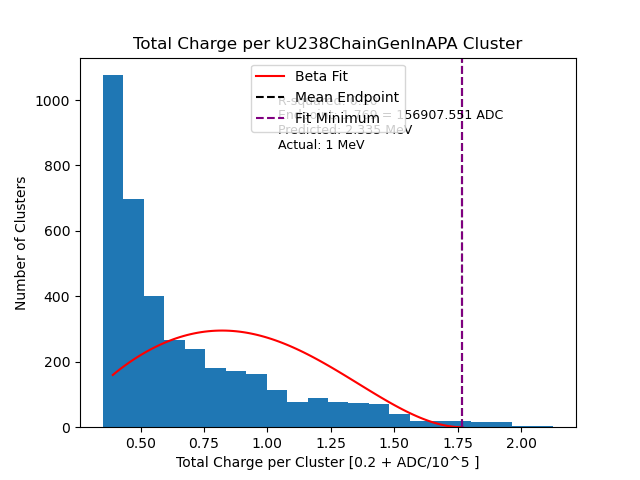 Total Charge per kU238ChainGenInAPA Cluster
Beta Fit
Mean Endpoint
Fit Minimum
R-squared:
= 156907.551 ADC
Predicted: 2.335 MeV
Actual: 1 MeV
Number of Clusters
1000
800
600
400
200
0
0.50 0.75 1.00 1.25 1.50 1.75 2.00
Total Charge per Cluster [0.2 + ADC/10^5 ]